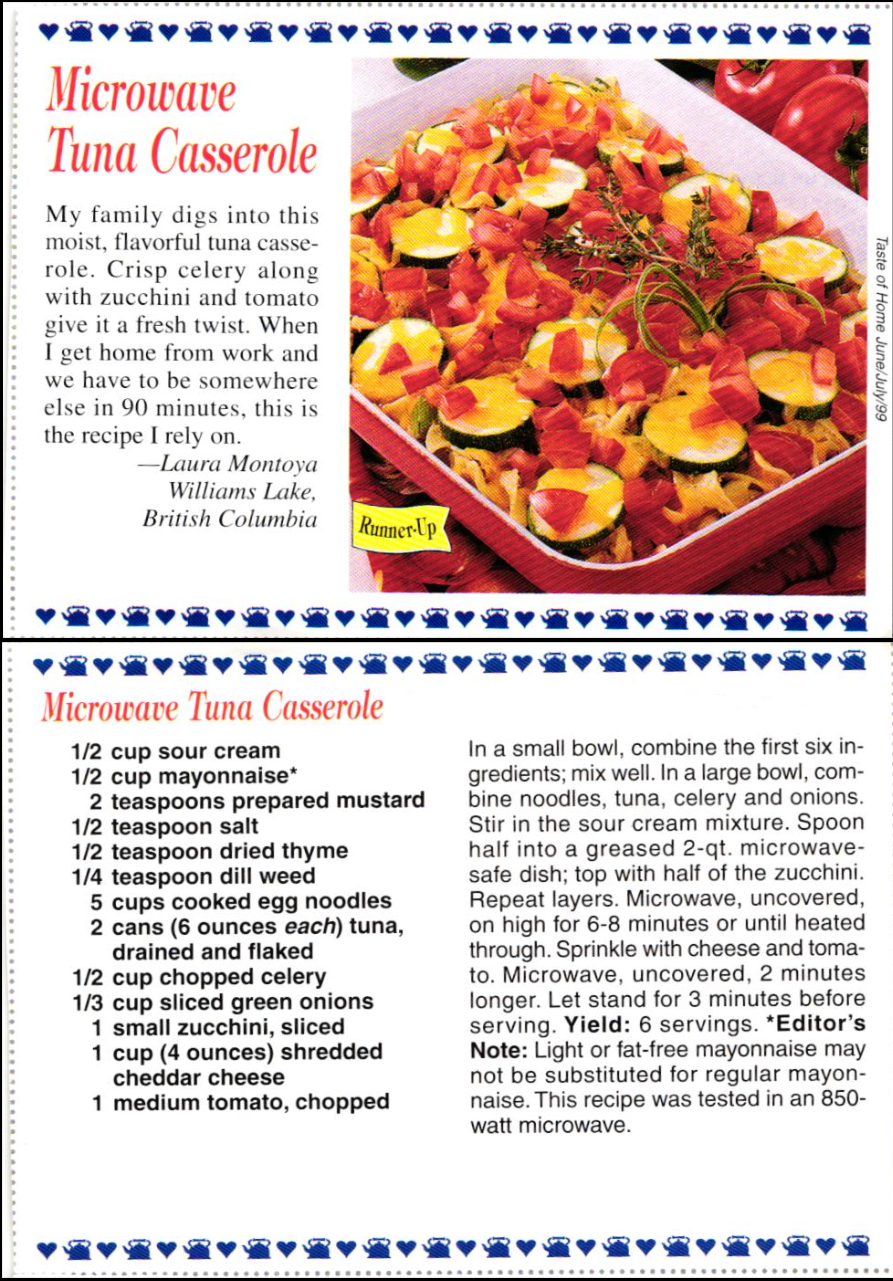 Microwave
Tuna Casserole
My family digs into this
moist, flavorful tuna casse-
role. Crisp celery along
with zucchini and tomato
give it a fresh twist. When
I get home from work and
we have to be somewhere
else in 90 minutes, this is
the recipe I rely on.
—Laura Montoya
Williams Lake,
British Columbia
Runner-Up
Taste of Home June/July/99
Microwave Tuna Casserole
1/2 cup sour cream
1/2 cup mayonnaise*
2 teaspoons prepared mustard
1/2 teaspoon salt
1/2 teaspoon dried thyme
1/4 teaspoon dill weed
5 cups cooked egg noodles
2 cans (6 ounces each) tuna,
drained and flaked
1/2 cup chopped celery
1/3 cup sliced green onions
1 small zucchini, sliced
1 cup (4 ounces) shredded
cheddar cheese
1 medium tomato, chopped
In a small bowl, combine the first six in-
gredients; mix well. In a large bowl, com-
bine noodles, tuna, celery and onions.
Stir in the sour cream mixture. Spoon
half into a greased 2-qt. microwave-
safe dish; top with half of the zucchini.
Repeat layers. Microwave, uncovered,
on high for 6-8 minutes or until heated
through. Sprinkle with cheese and toma-
to. Microwave, uncovered, 2 minutes
longer. Let stand for 3 minutes before
serving. Yield: 6 servings. *Editor's
Note: Light or fat-free mayonnaise may
not be substituted for regular mayon-
naise. This recipe was tested in an 850-
watt microwave.